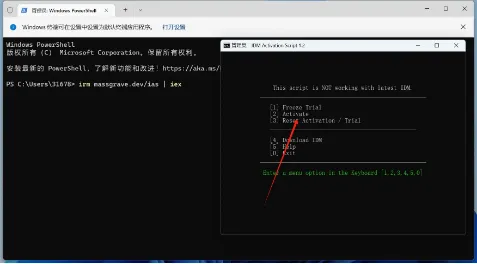 管理员: Windows PowerShell
Windows 终端可在设置中设置为默认终端应用程序。 打开设置
Windows PowerShell
版权所有 (C) Microsoft Corporation。保留所有权利。
安装最新的 PowerShell，了解新功能和改进！https://aka.ms/
PS C:\Users\31678> irm massgrave.dev/ias | iex
管理员: IDM Activation Script 1.2
This script is NOT working with latest IDM.
[1] Freeze Trial
[2] Activate
[3] Reset Activation / Trial
[4] Download IDM
[5] Help
[0] Exit
Enter a menu option in the Keyboard [1,2,3,4,5,0]